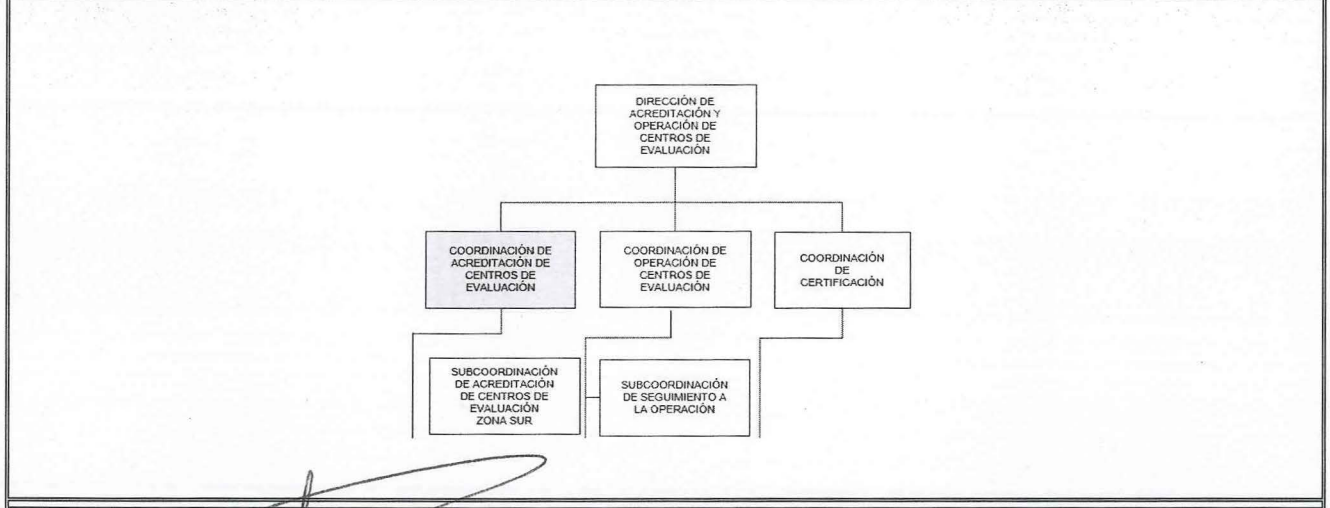 DIRECCIÓN DE
ACREDITACIÓN Y
OPERACIÓN DE
CENTROS DE
EVALUACIÓN
COORDINACIÓN DE
ACREDITACIÓN DE
CENTROS DE
EVALUACIÓN
COORDINACIÓN DE
OPERACIÓN DE
CENTROS DE
EVALUACIÓN
COORDINACIÓN
DE
CERTIFICACIÓN
SUBCOORDINACIÓN
DE ACREDITACIÓN
DE CENTROS DE
EVALUACIÓN
ZONA SUR
SUBCOORDINACIÓN
DE SEGUIMIENTO A
LA OPERACIÓN